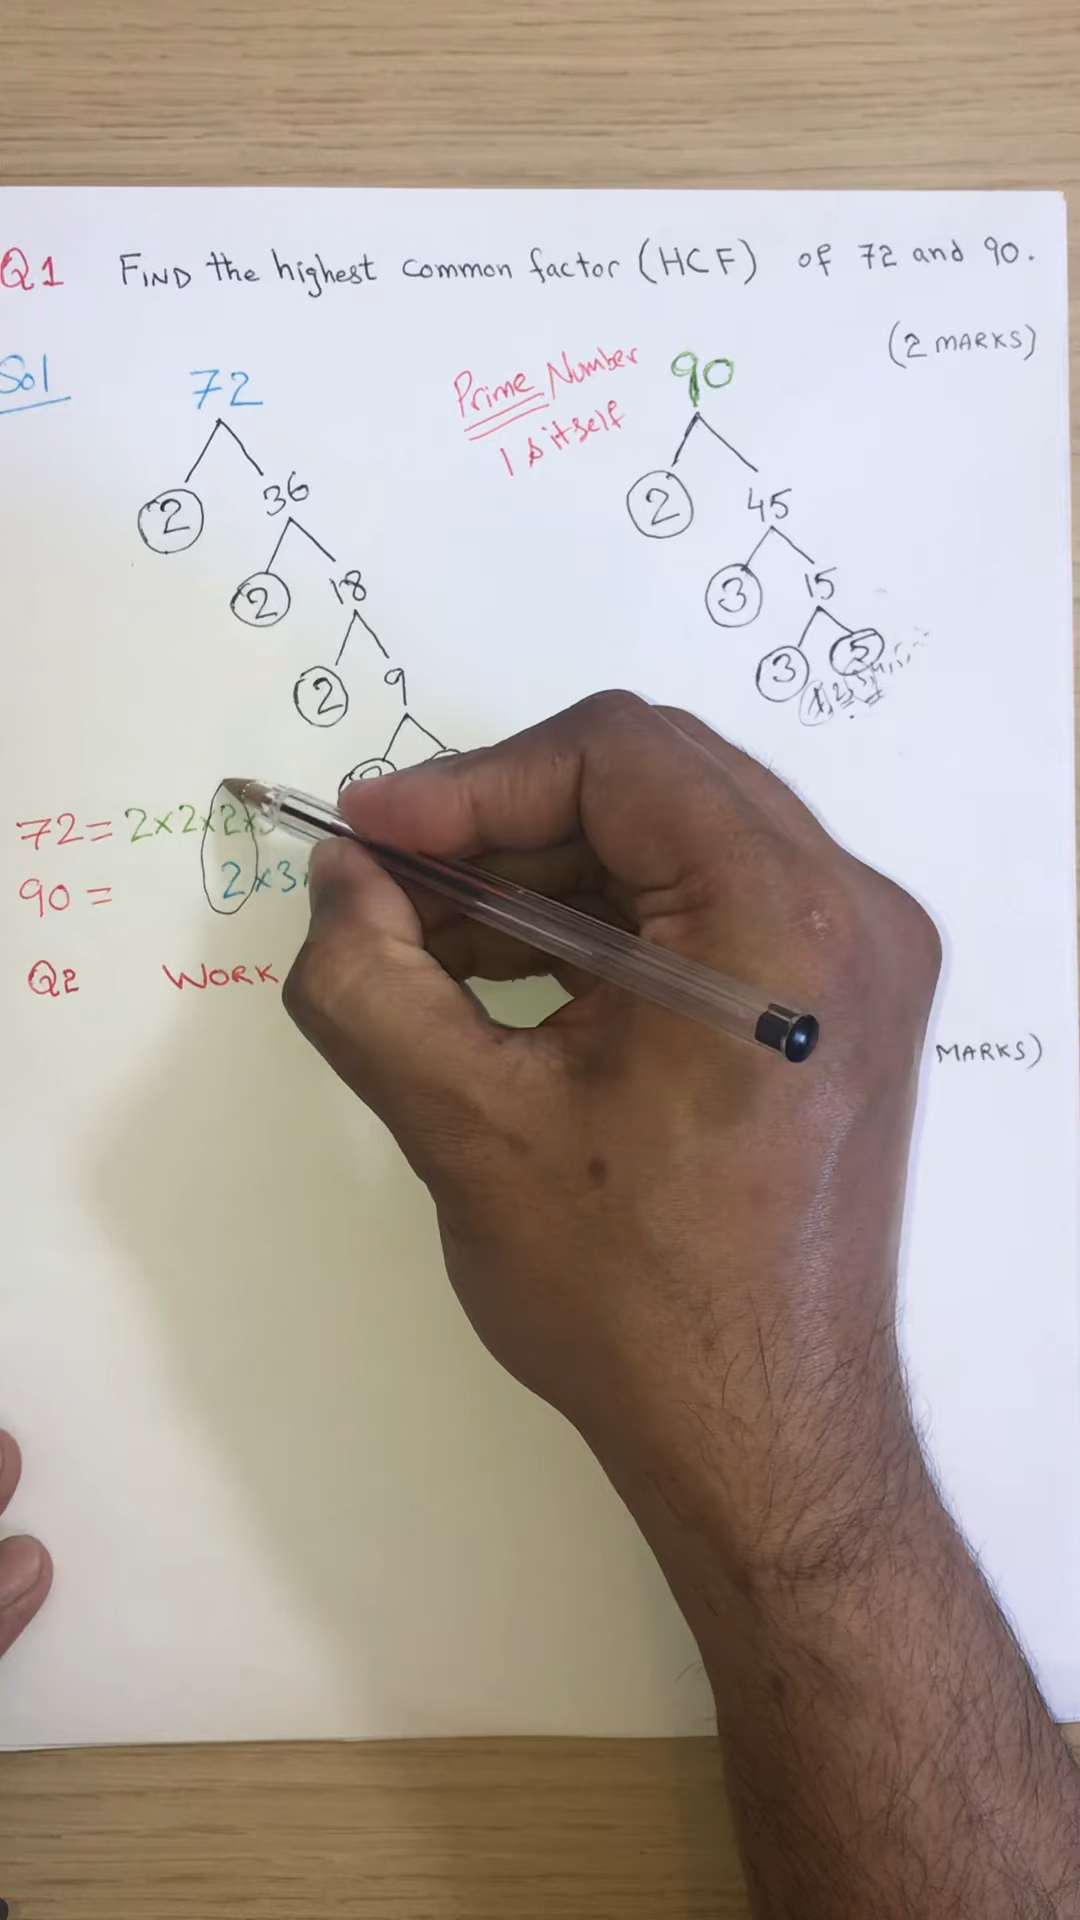 Q1 FIND the highest common factor (HCF) of 72 and 90.
(2 MARKS)
Sol 72 Prime Number 90
1 & itself
2 36 2 45
2 18 3 15
2 9 3 5
72 = 2×2×2×
90 = 2×3
Q2 WORK
MARKS)